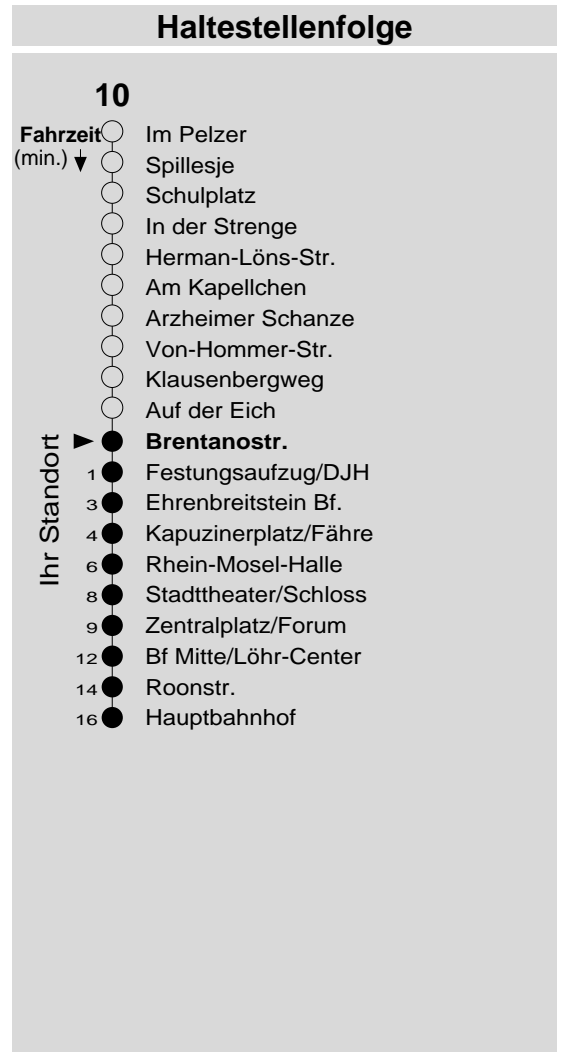 Haltestellenfolge
10
Fahrzeit
(min.)
Im Pelzer
Spillesje
Schulplatz
In der Strenge
Herman-Löns-Str.
Am Kapellchen
Arzheimer Schanze
Von-Hommer-Str.
Klausenbergweg
Auf der Eich
Ihr Standort
Brentanostr.
1 Festungsaufzug/DJH
3 Ehrenbreitstein Bf.
4 Kapuzinerplatz/Fähre
6 Rhein-Mosel-Halle
8 Stadttheater/Schloss
9 Zentralplatz/Forum
12 Bf Mitte/Löhr-Center
14 Roonstr.
16 Hauptbahnhof